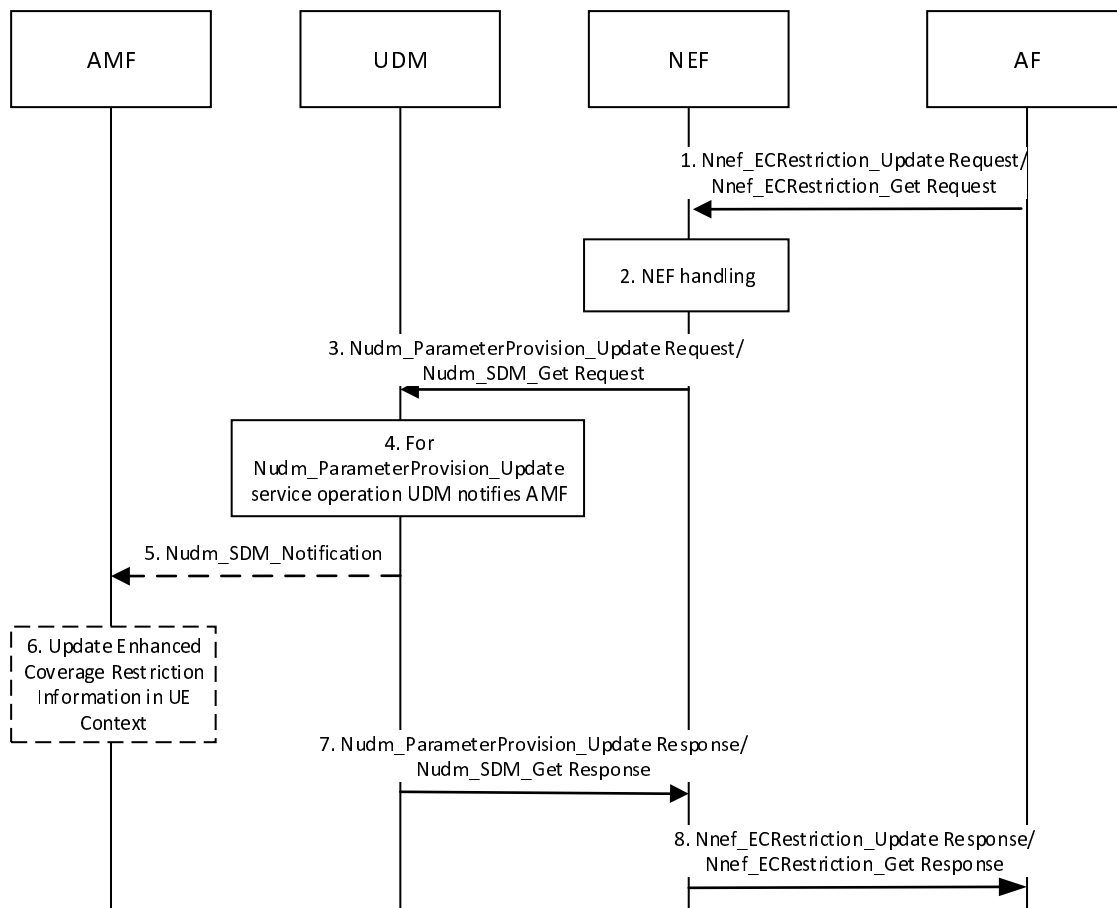 AMF
UDM
NEF
AF
1. Nnef_ECRestriction_Update Request/
Nnef_ECRestriction_Get Request
2. NEF handling
3. Nudm_ParameterProvision_Update Request/
Nudm_SDM_Get Request
4. For
Nudm_ParameterProvision_Update
service operation UDM notifies AMF
5. Nudm_SDM_Notification
6. Update Enhanced
Coverage Restriction
Information in UE
Context
7. Nudm_ParameterProvision_Update Response/
Nudm_SDM_Get Response
8. Nnef_ECRestriction_Update Response/
Nnef_ECRestriction_Get Response